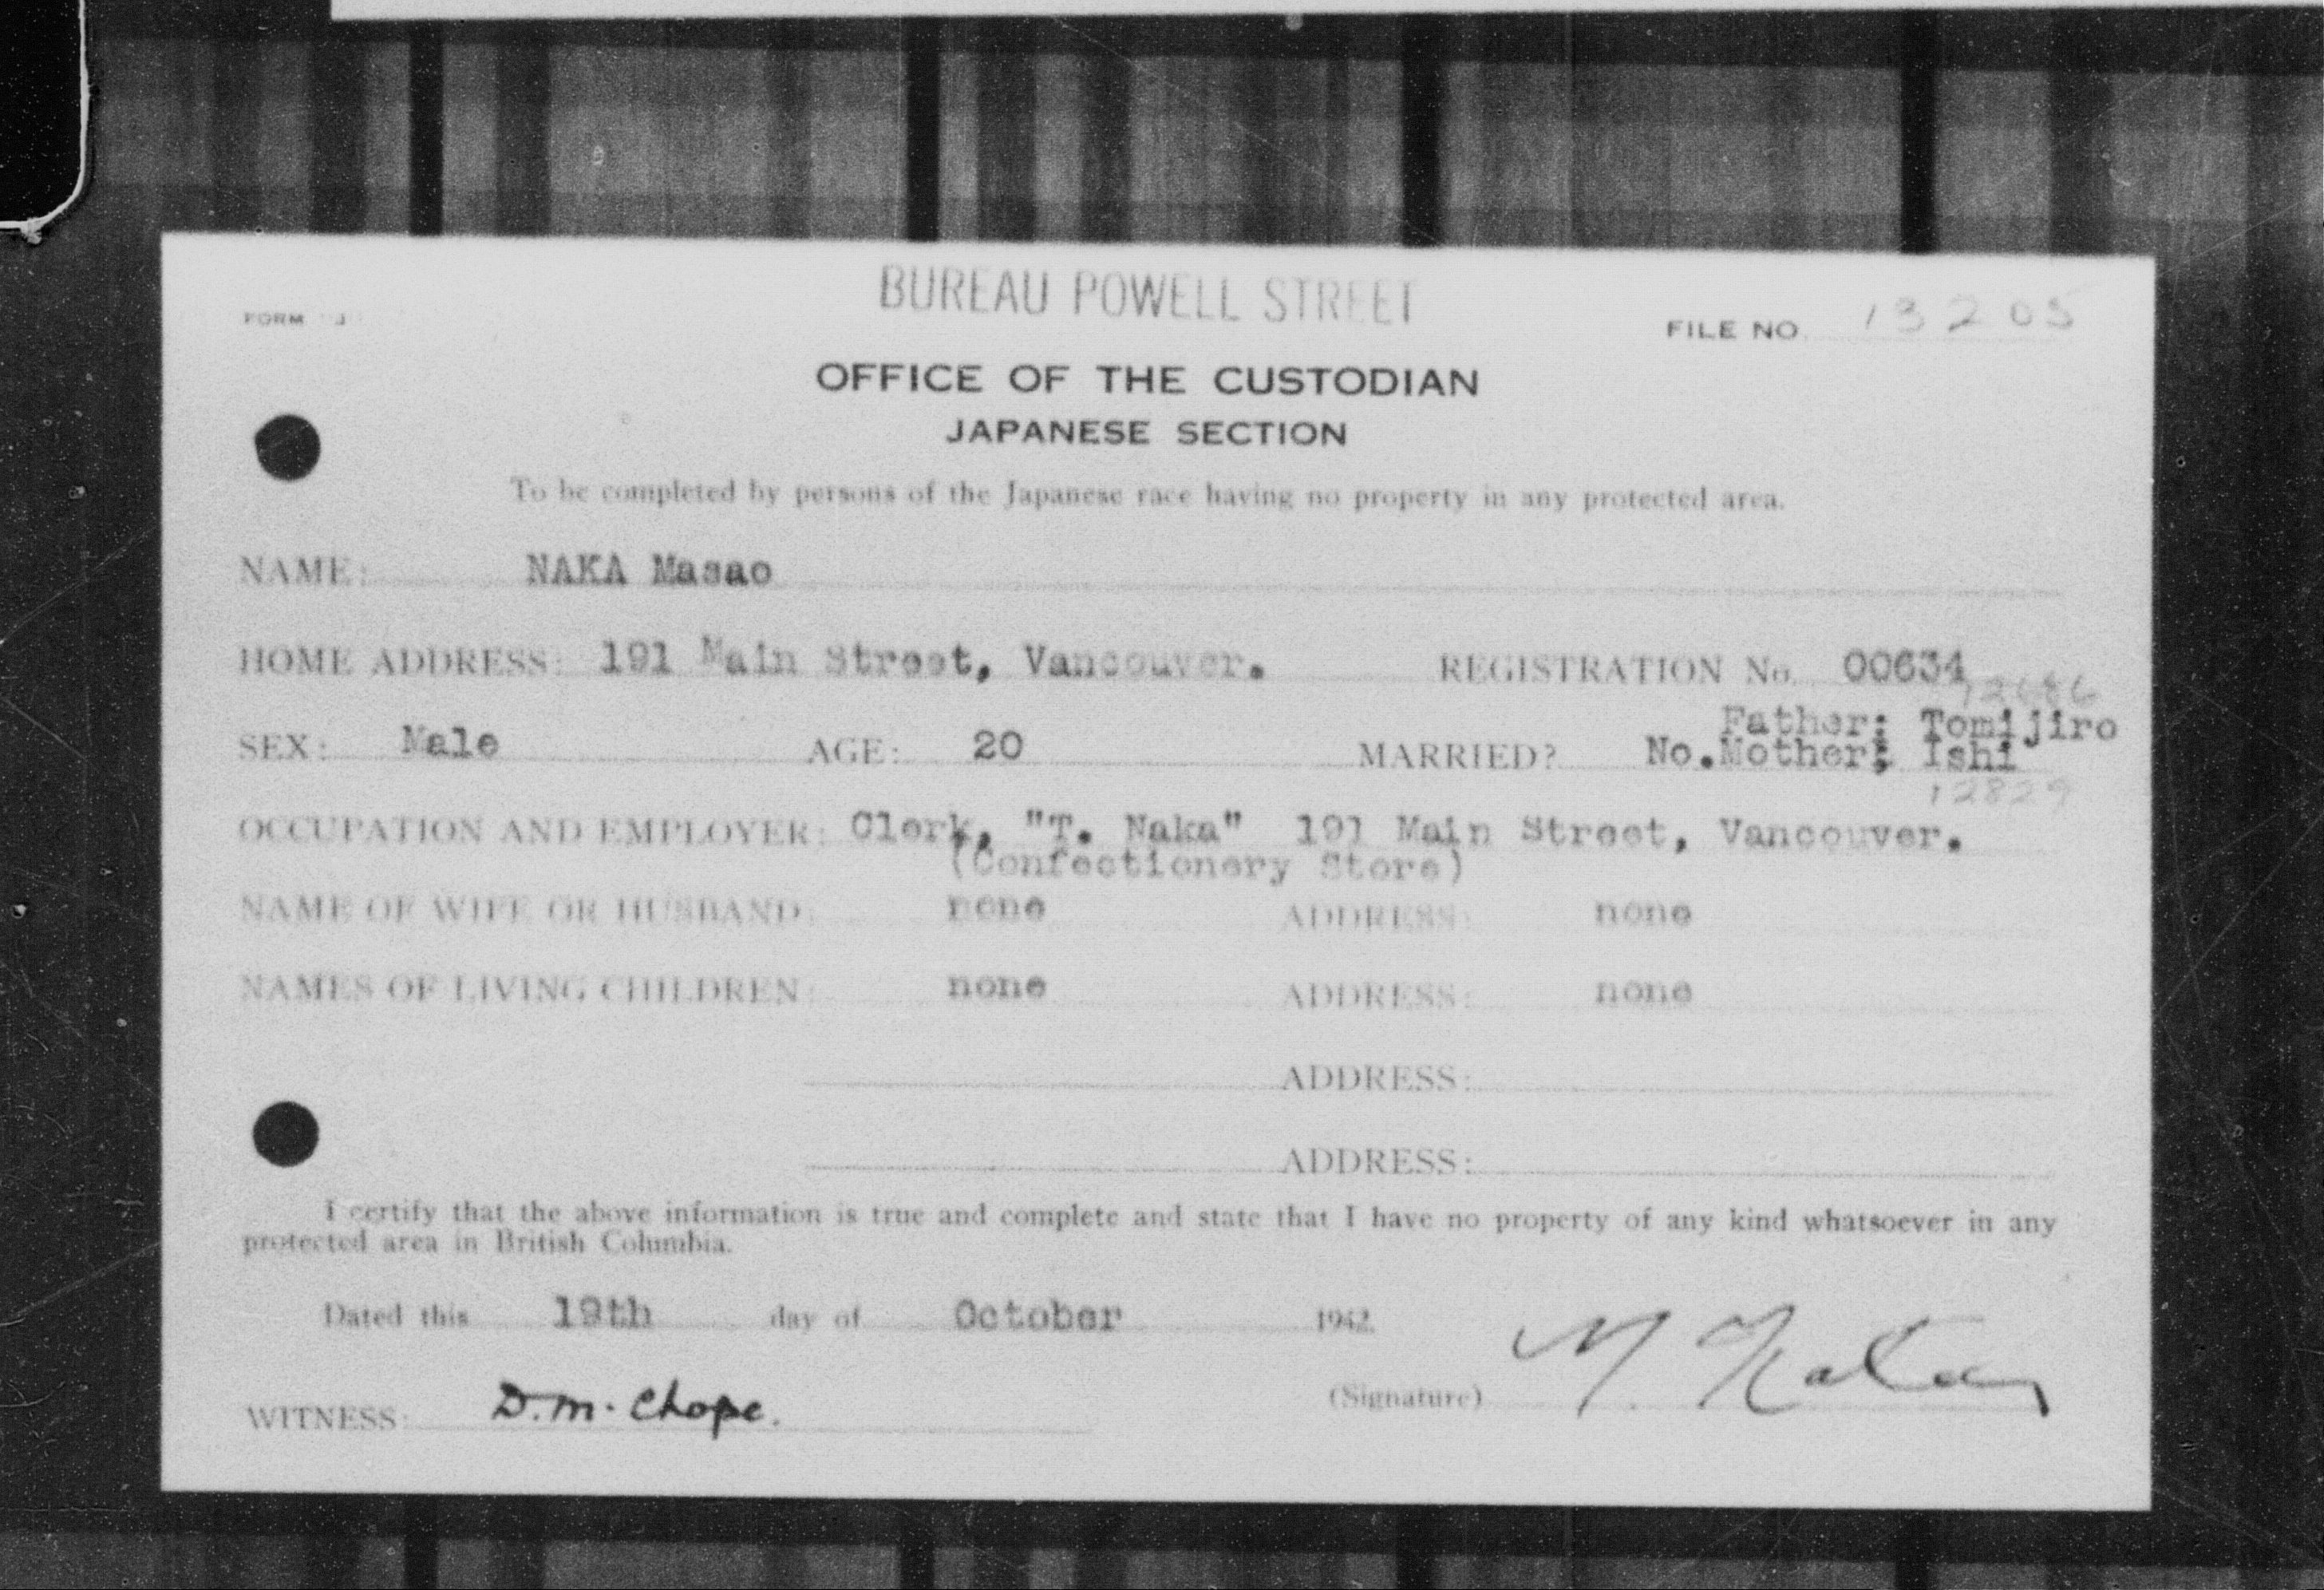 BUREAU POWELL STREET
FORM "J"
FILE NO. 13205
OFFICE OF THE CUSTODIAN
JAPANESE SECTION
To be completed by persons of the Japanese race having no property in any protected area.
NAME: NAKA Masao
HOME ADDRESS: 191 Main Street, Vancouver. REGISTRATION No. 00634
12686
Father: Tomijiro
SEX: Male AGE: 20 MARRIED? No. Mother: Ishi
12829
OCCUPATION AND EMPLOYER: Clerk, "T. Naka" 191 Main Street, Vancouver.
(Confectionery Store)
NAME OF WIFE OR HUSBAND: none ADDRESS: none
NAMES OF LIVING CHILDREN: none ADDRESS: none
ADDRESS:
ADDRESS:
I certify that the above information is true and complete and state that I have no property of any kind whatsoever in any
protected area in British Columbia.
Dated this 19th day of October 1942.
WITNESS: D.M. Chope. (Signature) M Naka